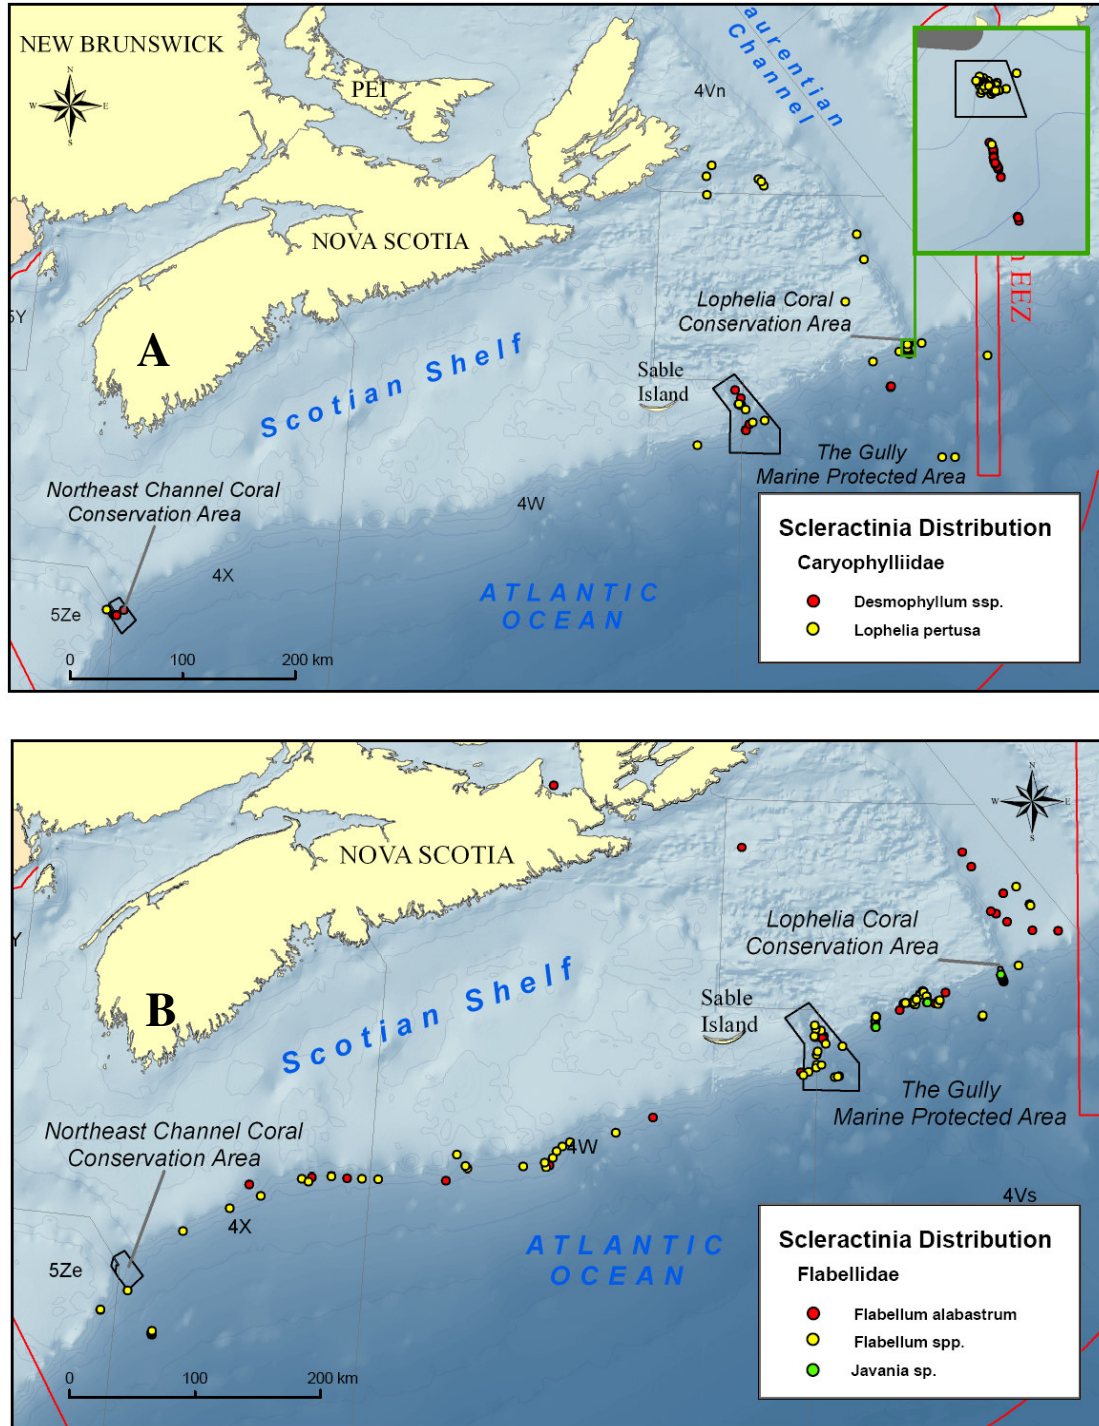 NEW BRUNSWICK
N
W E
S
PEI
4Vn
aurentian
Channel
NOVA SCOTIA
5Y
A
Scotian Shelf
Lophelia Coral
Conservation Area
EEZ
Sable
Island
The Gully
Marine Protected Area
Northeast Channel Coral
Conservation Area
4W
4X
5Ze
ATLANTIC
OCEAN
0 100 200 km
Scleractinia Distribution
Caryophylliidae
Desmophyllum ssp.
Lophelia pertusa
N
W E
S
NOVA SCOTIA
Y
B
Scotian Shelf
Lophelia Coral
Conservation Area
Sable
Island
The Gully
Marine Protected Area
Northeast Channel Coral
Conservation Area
4W
4X
4Vs
5Ze
ATLANTIC
OCEAN
0 100 200 km
Scleractinia Distribution
Flabellidae
Flabellum alabastrum
Flabellum spp.
Javania sp.